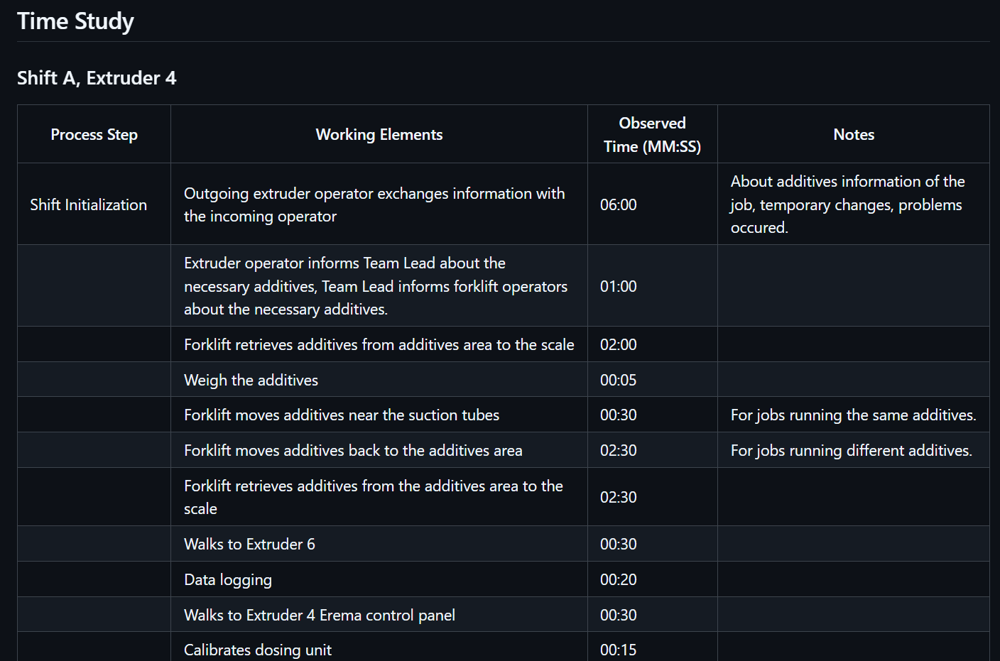 Time Study
Shift A, Extruder 4
Process Step
Working Elements
Observed
Time (MM:SS)
Notes
Shift Initialization
Outgoing extruder operator exchanges information with
the incoming operator
06:00
About additives information of the
job, temporary changes, problems
occured.
Extruder operator informs Team Lead about the
necessary additives, Team Lead informs forklift operators
about the necessary additives.
01:00
Forklift retrieves additives from additives area to the scale
02:00
Weigh the additives
00:05
Forklift moves additives near the suction tubes
00:30
For jobs running the same additives.
Forklift moves additives back to the additives area
02:30
For jobs running different additives.
Forklift retrieves additives from the additives area to the
scale
02:30
Walks to Extruder 6
00:30
Data logging
00:20
Walks to Extruder 4 Erema control panel
00:30
Calibrates dosing unit
00:15